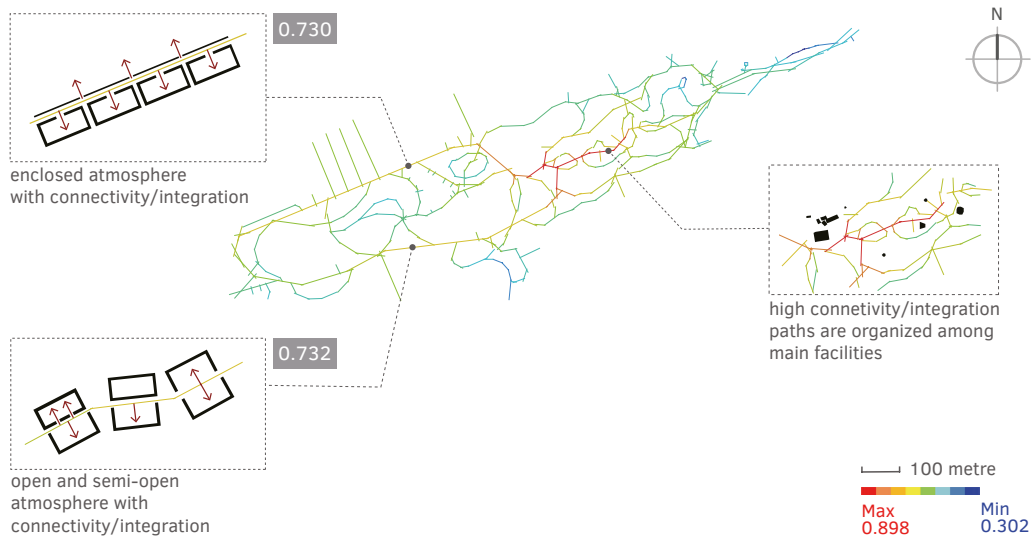 0.730
enclosed atmosphere
with connectivity/integration
N
high connetivity/integration
paths are organized among
main facilities
0.732
open and semi-open
atmosphere with
connectivity/integration
100 metre
Max
0.898
Min
0.302